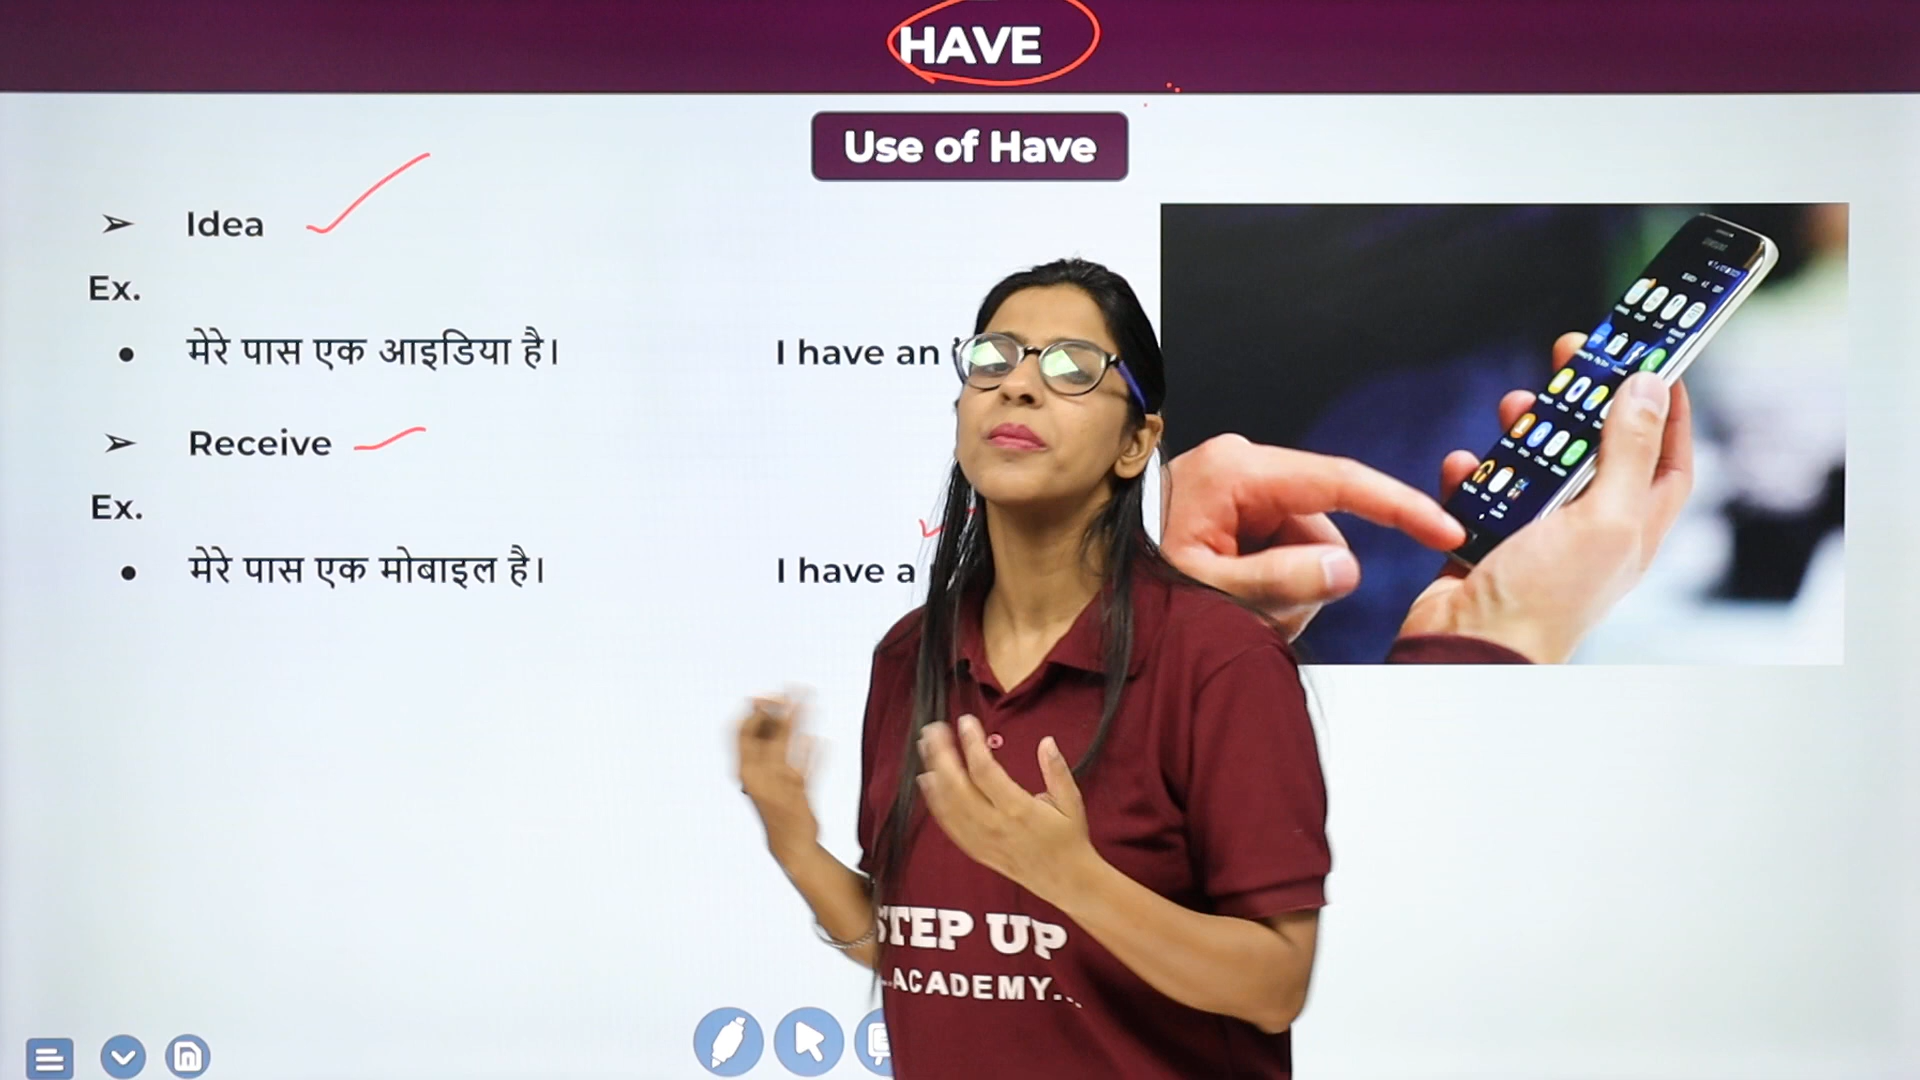 HAVE
Use of Have
Idea
Ex.
मेरे पास एक आइडिया है।
I have an
Receive
Ex.
मेरे पास एक मोबाइल है।
I have a
STEP UP
..ACADEMY...